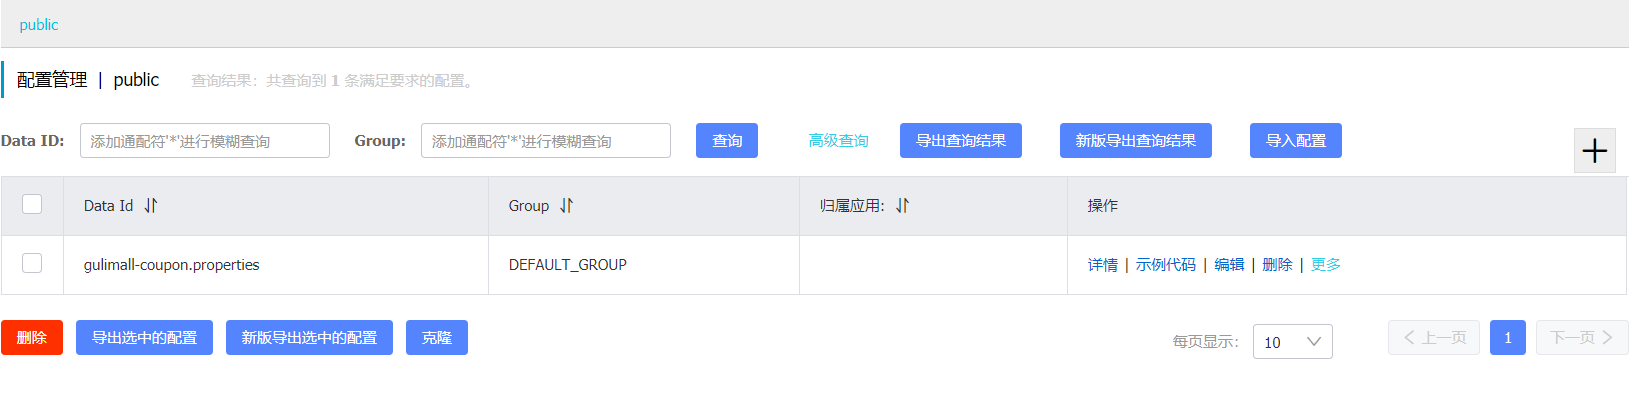 public
配置管理 | public 查询结果：共查询到 1 条满足要求的配置。
Data ID: 添加通配符'*'进行模糊查询 Group: 添加通配符'*'进行模糊查询 查询 高级查询 导出查询结果 新版导出查询结果 导入配置
Data Id Group 归属应用: 操作
gulimall-coupon.properties DEFAULT_GROUP 详情 | 示例代码 | 编辑 | 删除 | 更多
删除 导出选中的配置 新版导出选中的配置 克隆 每页显示: 10 上一页 1 下一页